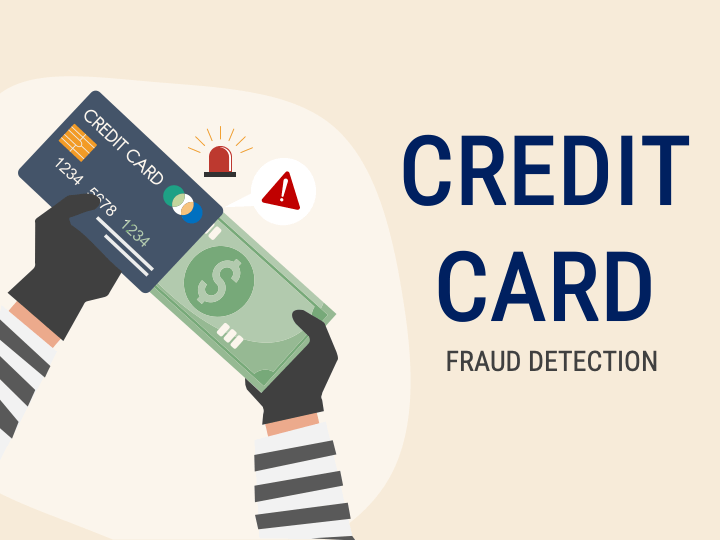 CREDIT CARD
1234 5678 1234
CREDIT
CARD
FRAUD DETECTION